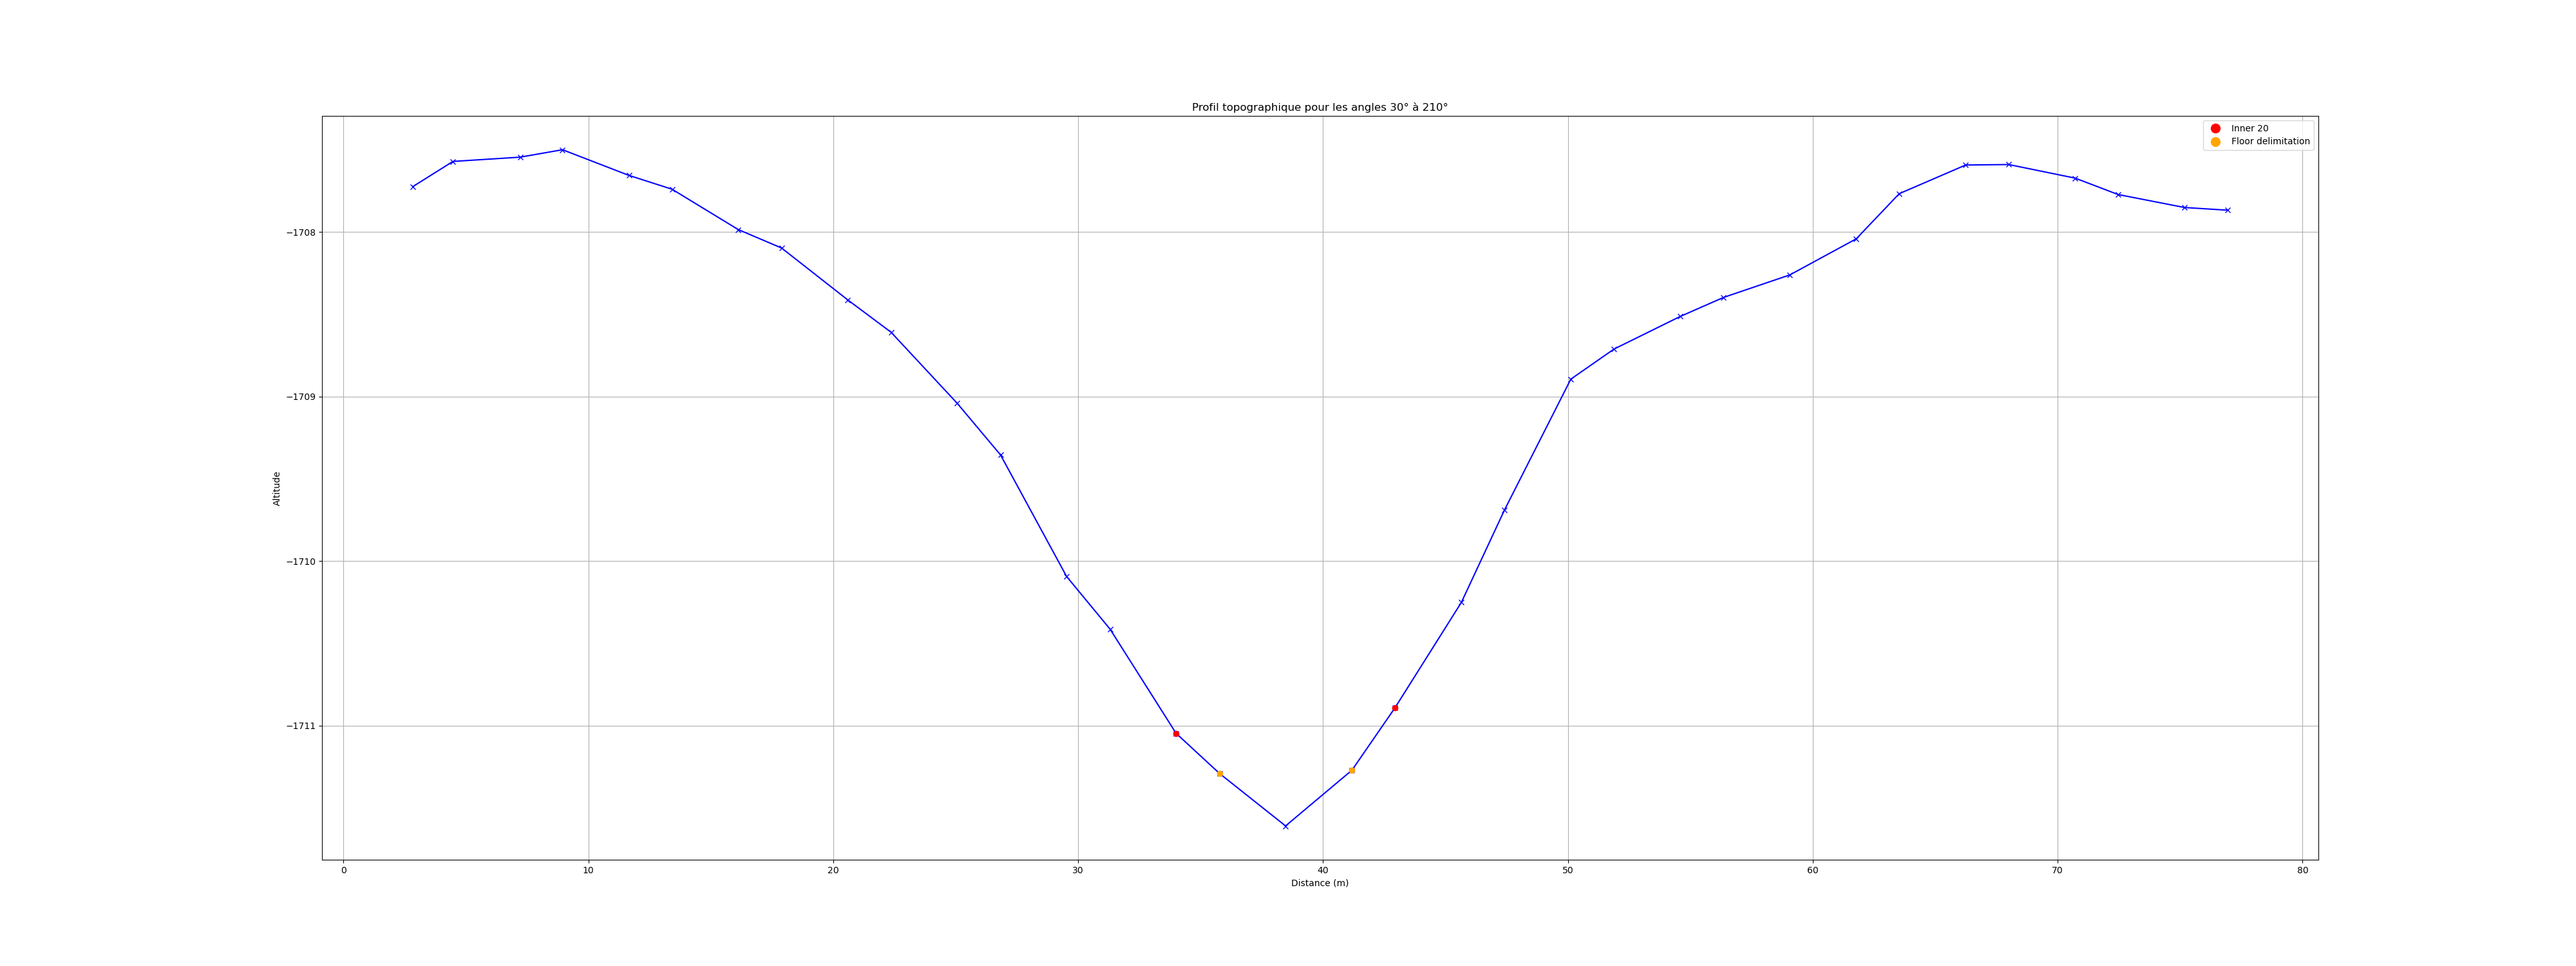 Profil topographique pour les angles 30° à 210°
Inner 20
Floor delimitation
−1708
−1709
−1710
−1711
Altitude
0 10 20 30 40 50 60 70 80
Distance (m)